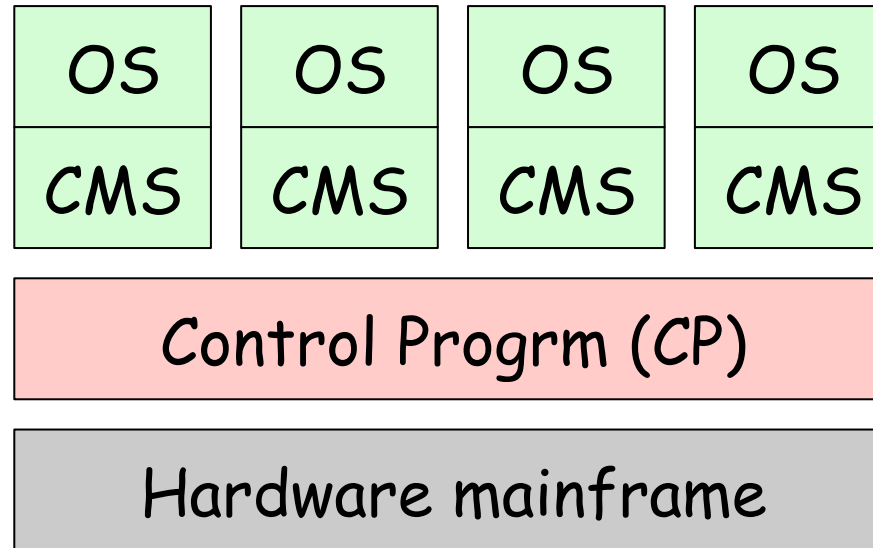 OS OS OS OS
CMS CMS CMS CMS
Control Progrm (CP)
Hardware mainframe